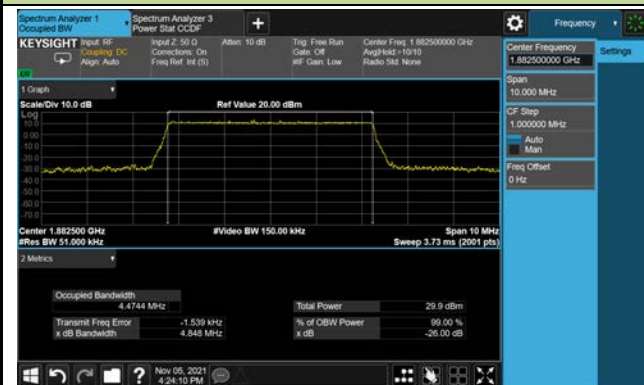 Spectrum Analyzer 1
Occupied BW
Spectrum Analyzer 3
Power Stat CCDF
Frequency
KEYSIGHT
Input: RF
Coupling: DC
Align: Auto
Input Z: 50 Ω
Corrections: On
Freq Ref: Int (S)
Atten: 10 dB
Trig: Free Run
Gate: Off
#IF Gain: Low
Center Freq: 1.882500000 GHz
Avg|Hold:>10/10
Radio Std: None
Center Frequency
1.882500000 GHz
Settings
Span
10.000 MHz
CF Step
1.000000 MHz
Auto
Man
Freq Offset
0 Hz
1 Graph
Scale/Div 10.0 dB
Ref Value 20.00 dBm
Log
10.0
0.00
-10.0
-20.0
-30.0
-40.0
-50.0
-60.0
-70.0
Center 1.882500 GHz
#Video BW 150.00 kHz
Span 10 MHz
#Res BW 51.000 kHz
Sweep 3.73 ms (2001 pts)
2 Metrics
Occupied Bandwidth
4.4744 MHz
Total Power
29.9 dBm
Transmit Freq Error
-1.539 kHz
% of OBW Power
99.00 %
x dB Bandwidth
4.848 MHz
x dB
-26.00 dB
Nov 05, 2021
4:24:10 PM